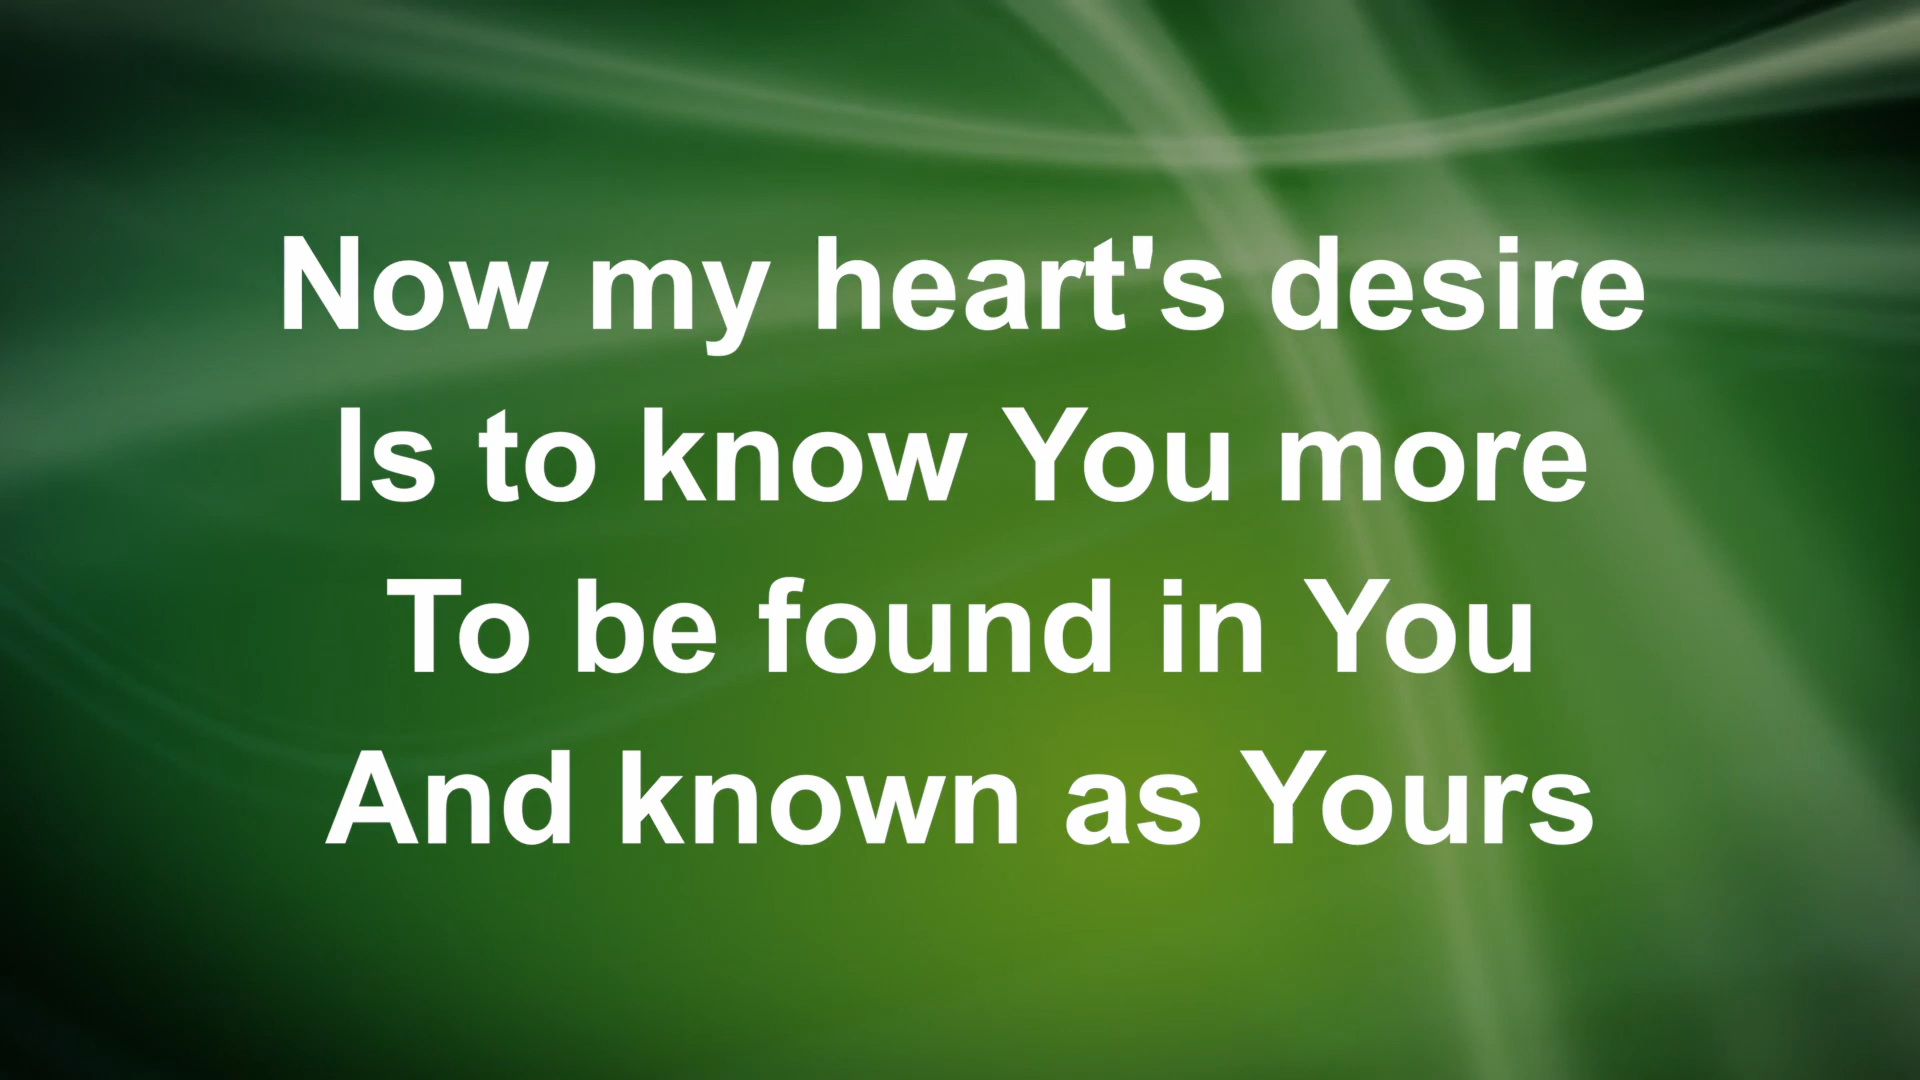 Now my heart's desire
Is to know You more
To be found in You
And known as Yours